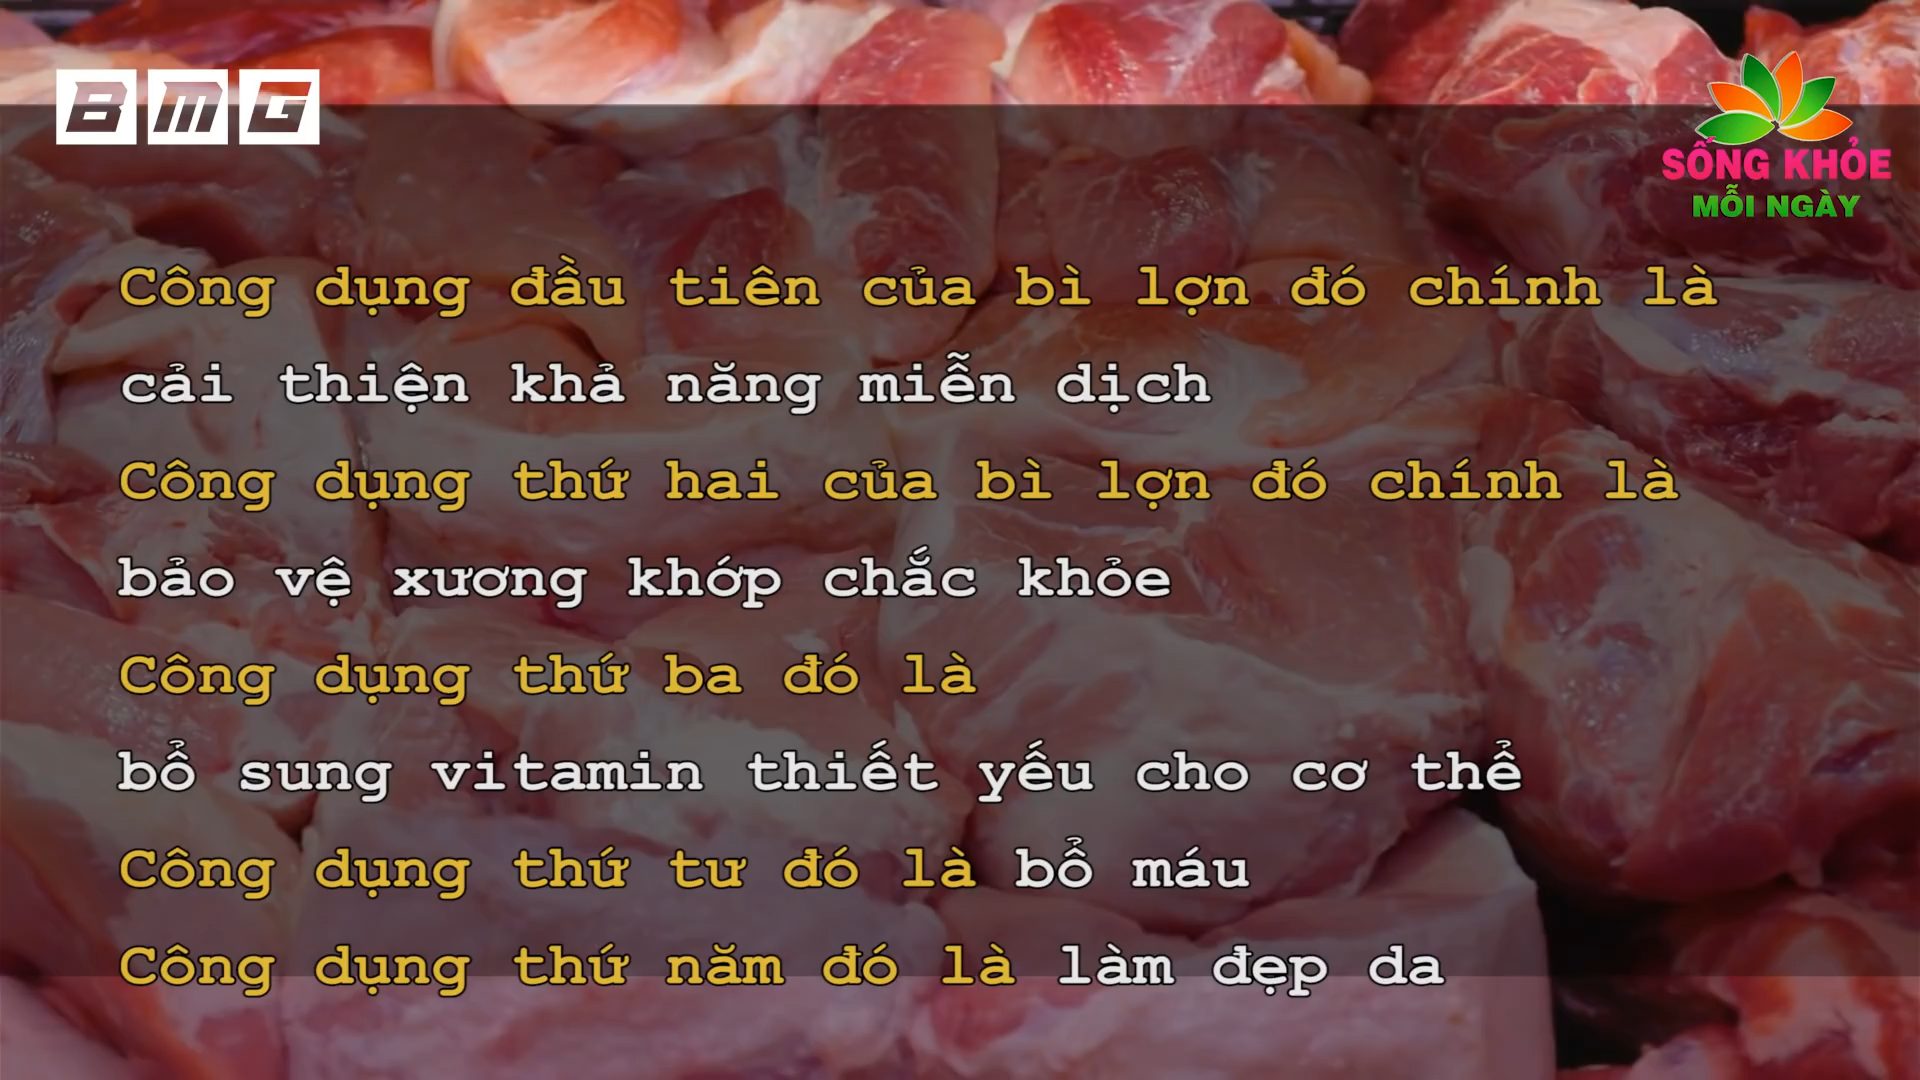 BMG
SỐNG KHỎE
MỖI NGÀY
Công dụng đầu tiên của bì lợn đó chính là
cải thiện khả năng miễn dịch
Công dụng thứ hai của bì lợn đó chính là
bảo vệ xương khớp chắc khỏe
Công dụng thứ ba đó là
bổ sung vitamin thiết yếu cho cơ thể
Công dụng thứ tư đó là bổ máu
Công dụng thứ năm đó là làm đẹp da